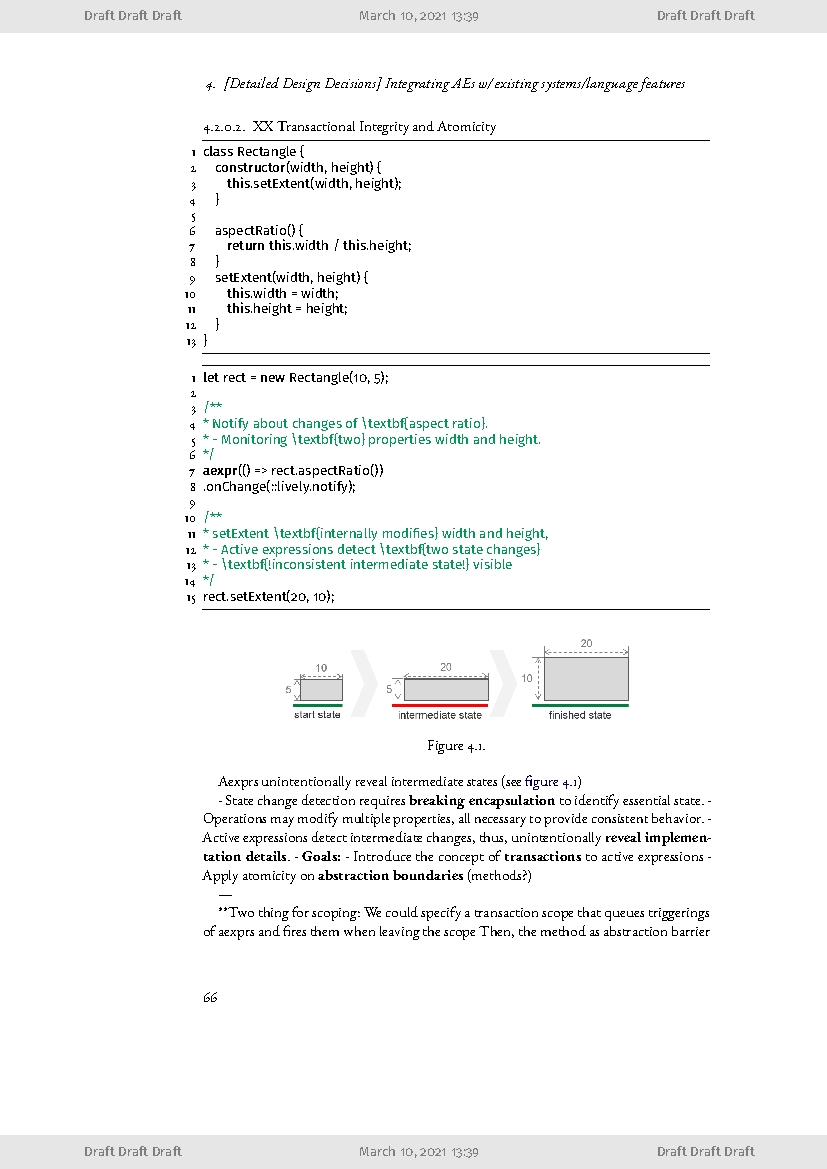 Draft Draft Draft March 10, 2021 13:39 Draft Draft Draft
4. [Detailed Design Decisions] Integrating AEs w/ existing systems/language features
4.2.0.2. XX Transactional Integrity and Atomicity
1 class Rectangle {
2 constructor(width, height) {
3 this.setExtent(width, height);
4 }
5
6 aspectRatio() {
7 return this.width / this.height;
8 }
9 setExtent(width, height) {
10 this.width = width;
11 this.height = height;
12 }
13 }
1 let rect = new Rectangle(10, 5);
2
3 /**
4 * Notify about changes of \textbf{aspect ratio}.
5 * - Monitoring \textbf{two} properties width and height.
6 */
7 aexpr(() => rect.aspectRatio())
8 .onChange(::lively.notify);
9
10 /**
11 * setExtent \textbf{internally modifies} width and height,
12 * - Active expressions detect \textbf{two state changes}
13 * - \textbf{!inconsistent intermediate state!} visible
14 */
15 rect.setExtent(20, 10);
10 20 20
5 5 10
start state intermediate state finished state
Figure 4.1.
Aexprs unintentionally reveal intermediate states (see figure 4.1)
- State change detection requires breaking encapsulation to identify essential state. -
Operations may modify multiple properties, all necessary to provide consistent behavior. -
Active expressions detect intermediate changes, thus, unintentionally reveal implemen-
tation details. - Goals: - Introduce the concept of transactions to active expressions -
Apply atomicity on abstraction boundaries (methods?)
—
**Two thing for scoping: We could specify a transaction scope that queues triggerings
of aexprs and fires them when leaving the scope Then, the method as abstraction barrier
66
Draft Draft Draft March 10, 2021 13:39 Draft Draft Draft